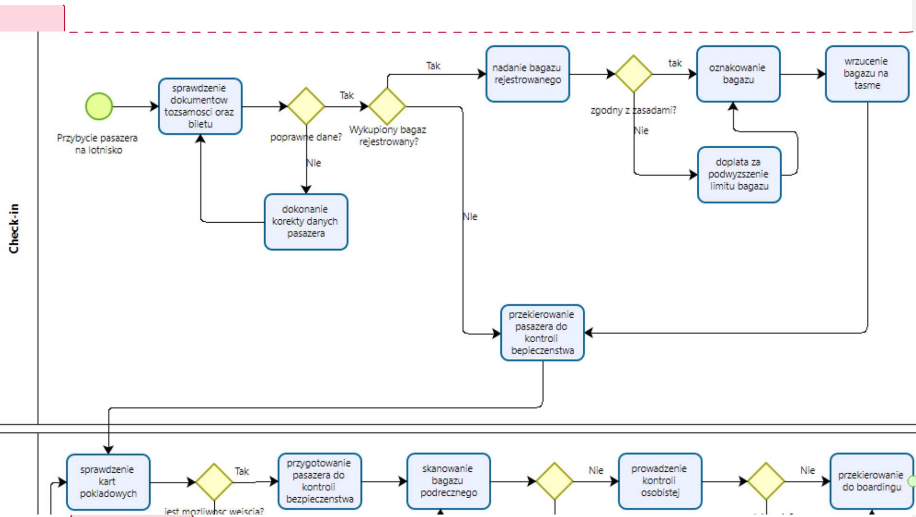 Check-in
Przybycie pasazera
na lotnisko
sprawdzenie
dokumentow
tozsamosci oraz
biletu
poprawne dane?
Tak
Nie
dokonanie
korekty danych
pasazera
Wykupiony bagaz
rejestrowany?
Tak
Nie
nadanie bagazu
rejestrowanego
zgodny z zasadami?
tak
Nie
oznakowanie
bagazu
doplata za
podwyzszenie
limitu bagazu
wrzucenie
bagazu na
tasme
przekierowanie
pasazera do
kontroli
bepieczenstwa
sprawdzenie
kart
pokladowych
Tak
jest mozliwosc wejscia?
przygotowanie
pasazera do
kontroli
bezpieczenstwa
skanowanie
bagazu
podrecznego
Nie
prowadzenie
kontroli
osobistej
Nie
przekierowanie
do boardingu